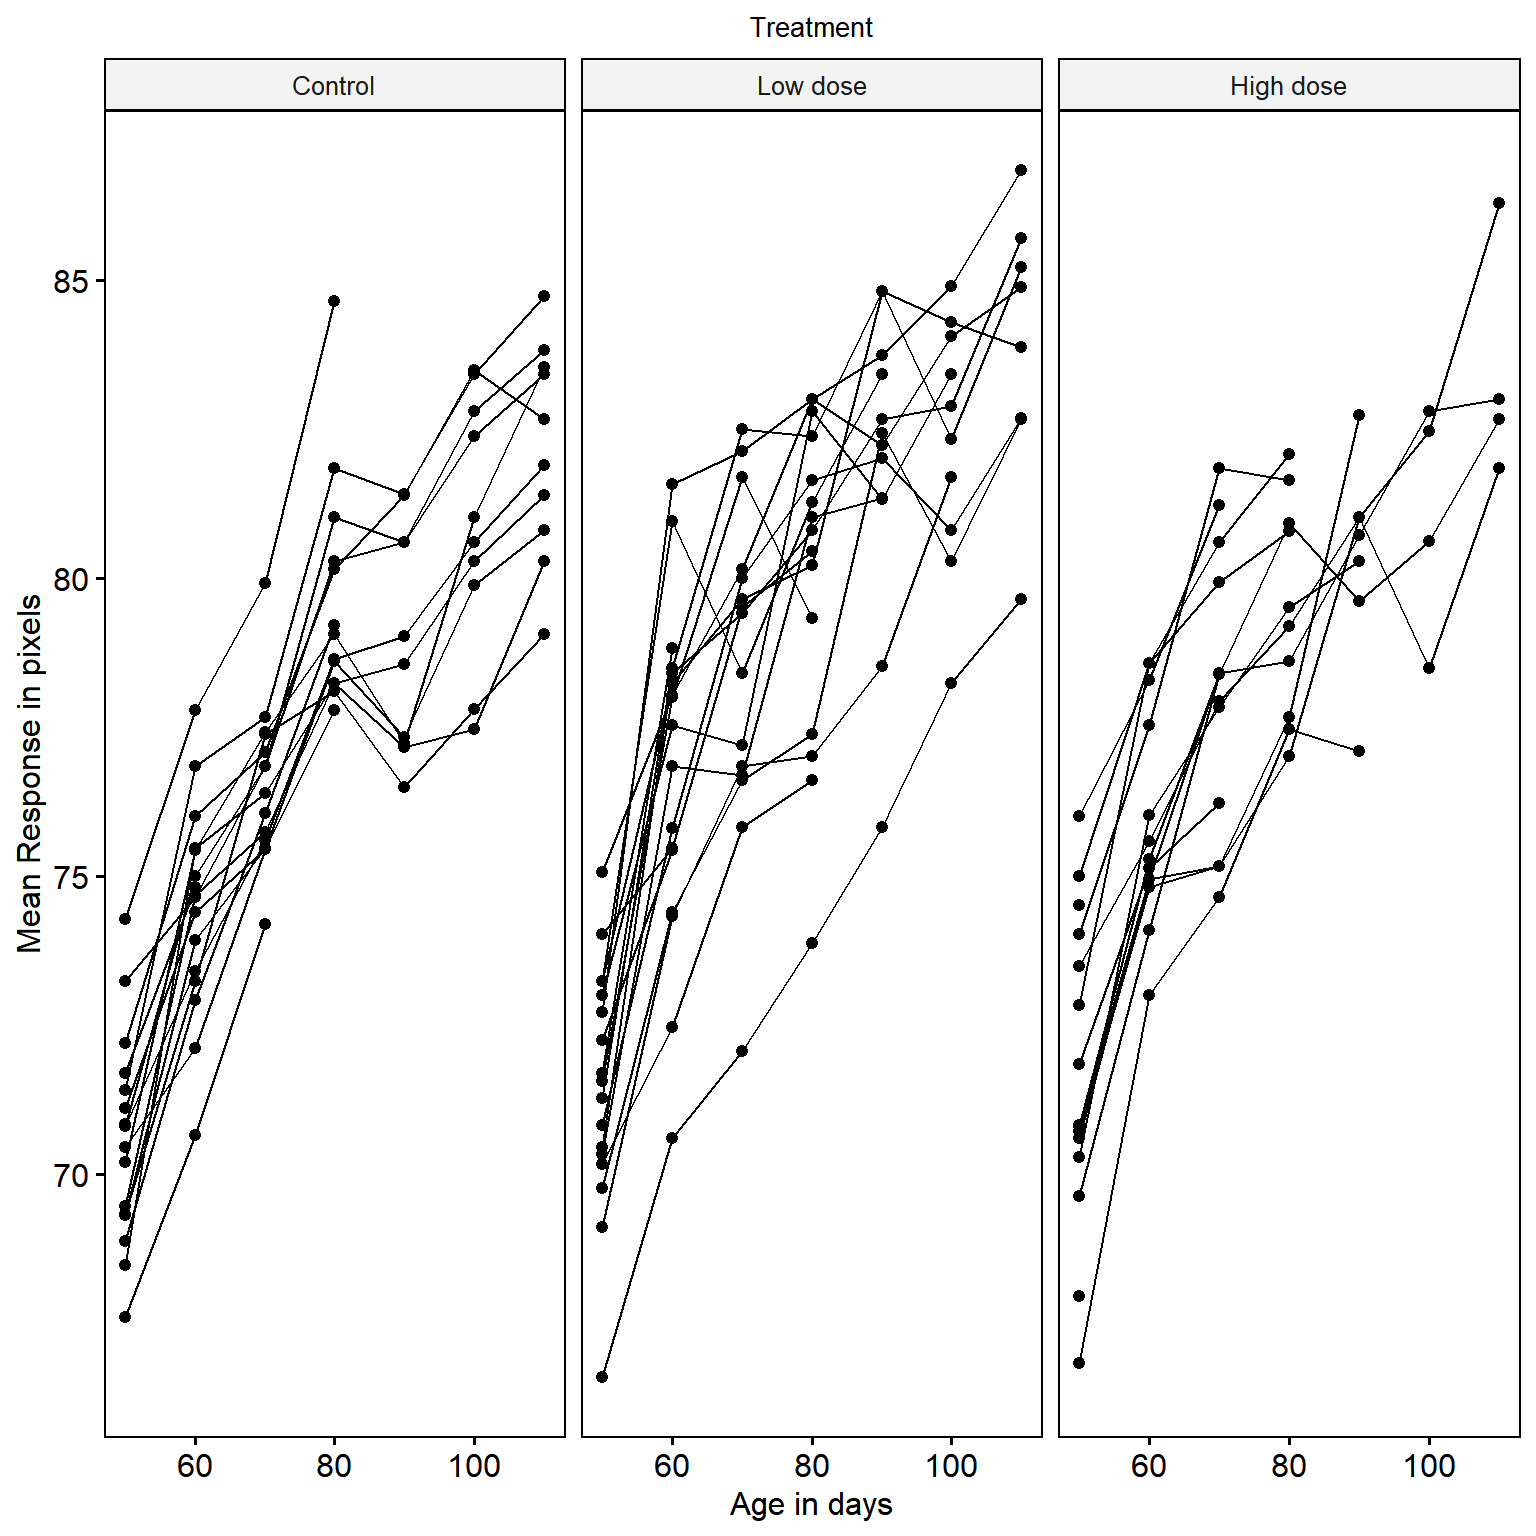 Treatment
Control Low dose High dose
85
80
75
70
Mean Response in pixels
60 80 100 60 80 100 60 80 100
Age in days